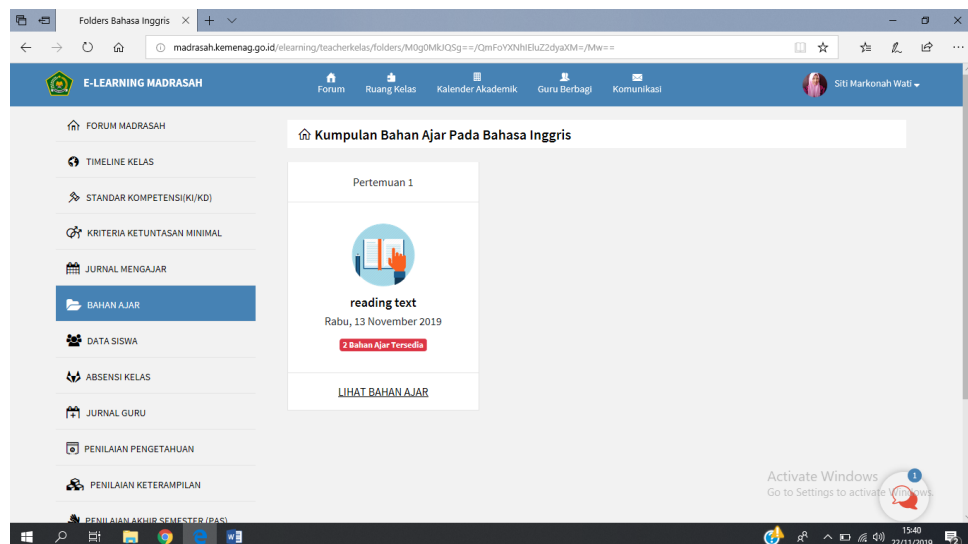 Folders Bahasa Inggris
madrasah.kemenag.go.id/elearning/teacherkelas/folders/M0g0MkJQSg==/QmFoYXNhIEluZ2dyaXM=/Mw==
E-LEARNING MADRASAH
Forum
Ruang Kelas
Kalender Akademik
Guru Berbagi
Komunikasi
Siti Markonah Wati
FORUM MADRASAH
TIMELINE KELAS
STANDAR KOMPETENSI(KI/KD)
KRITERIA KETUNTASAN MINIMAL
JURNAL MENGAJAR
BAHAN AJAR
DATA SISWA
ABSENSI KELAS
JURNAL GURU
PENILAIAN PENGETAHUAN
PENILAIAN KETERAMPILAN
PENILAIAN AKHIR SEMESTER (PAS)
Kumpulan Bahan Ajar Pada Bahasa Inggris
Pertemuan 1
reading text
Rabu, 13 November 2019
2 Bahan Ajar Tersedia
LIHAT BAHAN AJAR
Activate Windows
Go to Settings to activate Windows.
1
15:40
22/11/2019
2